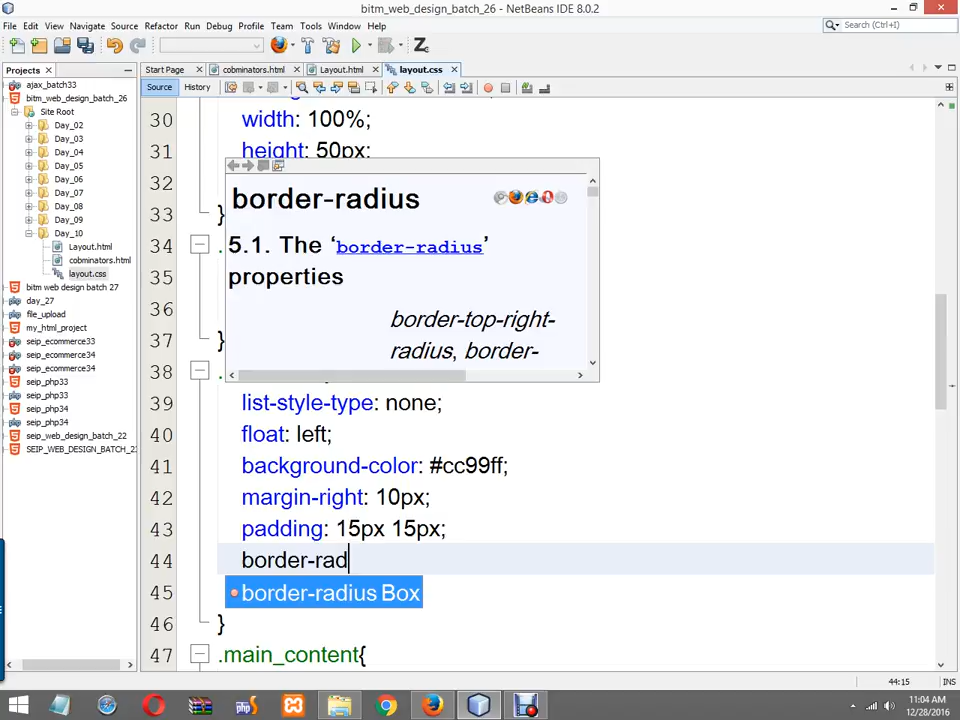 bitm_web_design_batch_26 - NetBeans IDE 8.0.2
File Edit View Navigate Source Refactor Run Debug Profile Team Tools Window Help
Search (Ctrl+I)
Projects
Start Page
cobminators.html
Layout.html
layout.css
Source
History
ajax_batch33
bitm_web_design_batch_26
Site Root
Day_02
Day_03
Day_04
Day_05
Day_06
Day_07
Day_08
Day_09
Day_10
Layout.html
cobminators.html
layout.css
bitm web design batch 27
day_27
file_upload
my_html_project
seip_ecommerce33
seip_ecommerce34
seip_ecommerce34
seip_php33
seip_php33
seip_php34
seip_php34
seip_web_design_batch_22
SEIP_WEB_DESIGN_BATCH_2
30 width: 100%;
31 height: 50px;
32
33 }
34 .
35
36
37 }
38 .
39 list-style-type: none;
40 float: left;
41 background-color: #cc99ff;
42 margin-right: 10px;
43 padding: 15px 15px;
44 border-rad
45
46 }
47 .main_content{
border-radius
5.1. The ‘border-radius’
properties
border-top-right-
radius, border-
border-radius Box
44:15
INS
11:04 AM
12/28/2016